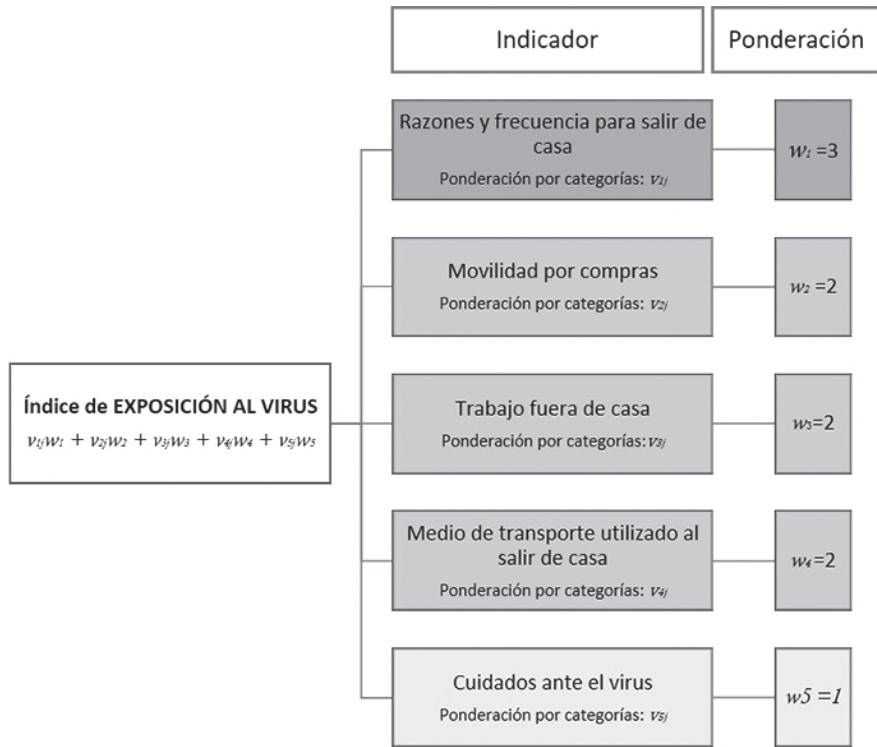 Indicador
Ponderación
Razones y frecuencia para salir de
casa
Ponderación por categorías: v1j
w1 =3
Movilidad por compras
Ponderación por categorías: v2j
w2 =2
Índice de EXPOSICIÓN AL VIRUS
v1jw1 + v2jw2 + v3jw3 + v4jw4 + v5jw5
Trabajo fuera de casa
Ponderación por categorías:v3j
w3=2
Medio de transporte utilizado al
salir de casa
Ponderación por categorías: v4j
w4=2
Cuidados ante el virus
Ponderación por categorías: v5j
w5 =1